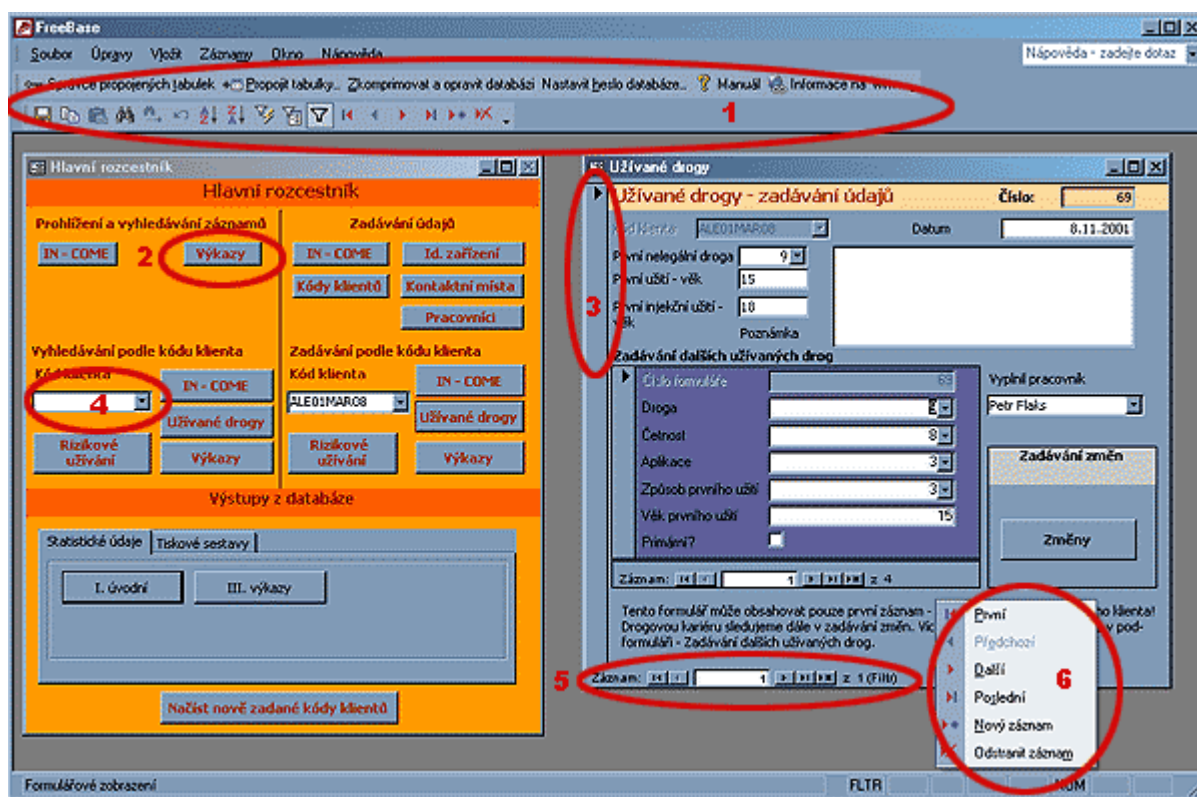 FreeBase
Soubor Úpravy Vložit Záznamy Okno Nápověda
Nápověda - zadejte dotaz
Správce propojených tabulek Propojit tabulky... Zkomprimovat a opravit databázi Nastavit heslo databáze... Manuál Informace na
1
Hlavní rozcestník
Hlavní rozcestník
Prohlížení a vyhledávání záznamů
Zadávání údajů
IN - COME
2
Výkazy
IN - COME
Id. zařízení
Kódy klientů
Kontaktní místa
Pracovníci
Vyhledávání podle kódu klienta
Zadávání podle kódu klienta
Kód klienta
4
IN - COME
Užívané drogy
Rizikové užívání
Výkazy
Kód klienta
ALE01MAR08
IN - COME
Užívané drogy
Rizikové užívání
Výkazy
Výstupy z databáze
Statistické údaje
Tiskové sestavy
I. úvodní
III. výkazy
Načíst nově zadané kódy klientů
Užívané drogy
Užívané drogy - zadávání údajů
Číslo: 69
Kód klienta: ALE01MAR08
Datum 8.11.2001
První nelegální droga 9
První užití - věk 15
3
První injekční užití - věk 18
Poznámka
Zadávání dalších užívaných drog
Číslo formuláře 69
Droga
Četnost 8
Aplikace 3
Způsob prvního užití 3
Věk prvního užití 15
Primární?
Záznam: 1 z 4
Vyplnil pracovník
Petr Flaks
Zadávání změn
Změny
Tento formulář může obsahovat pouze první záznam - ho klienta!
Drogovou kariéru sledujeme dále v zadávání změn. Víc v pod-
formuláři - Zadávání dalších užívaných drog.
5
Záznam: 1 z 1 (Filtr)
První
Předchozí
Další
6
Poslední
Nový záznam
Odstranit záznam
Formulářové zobrazení
FLTR
NUM